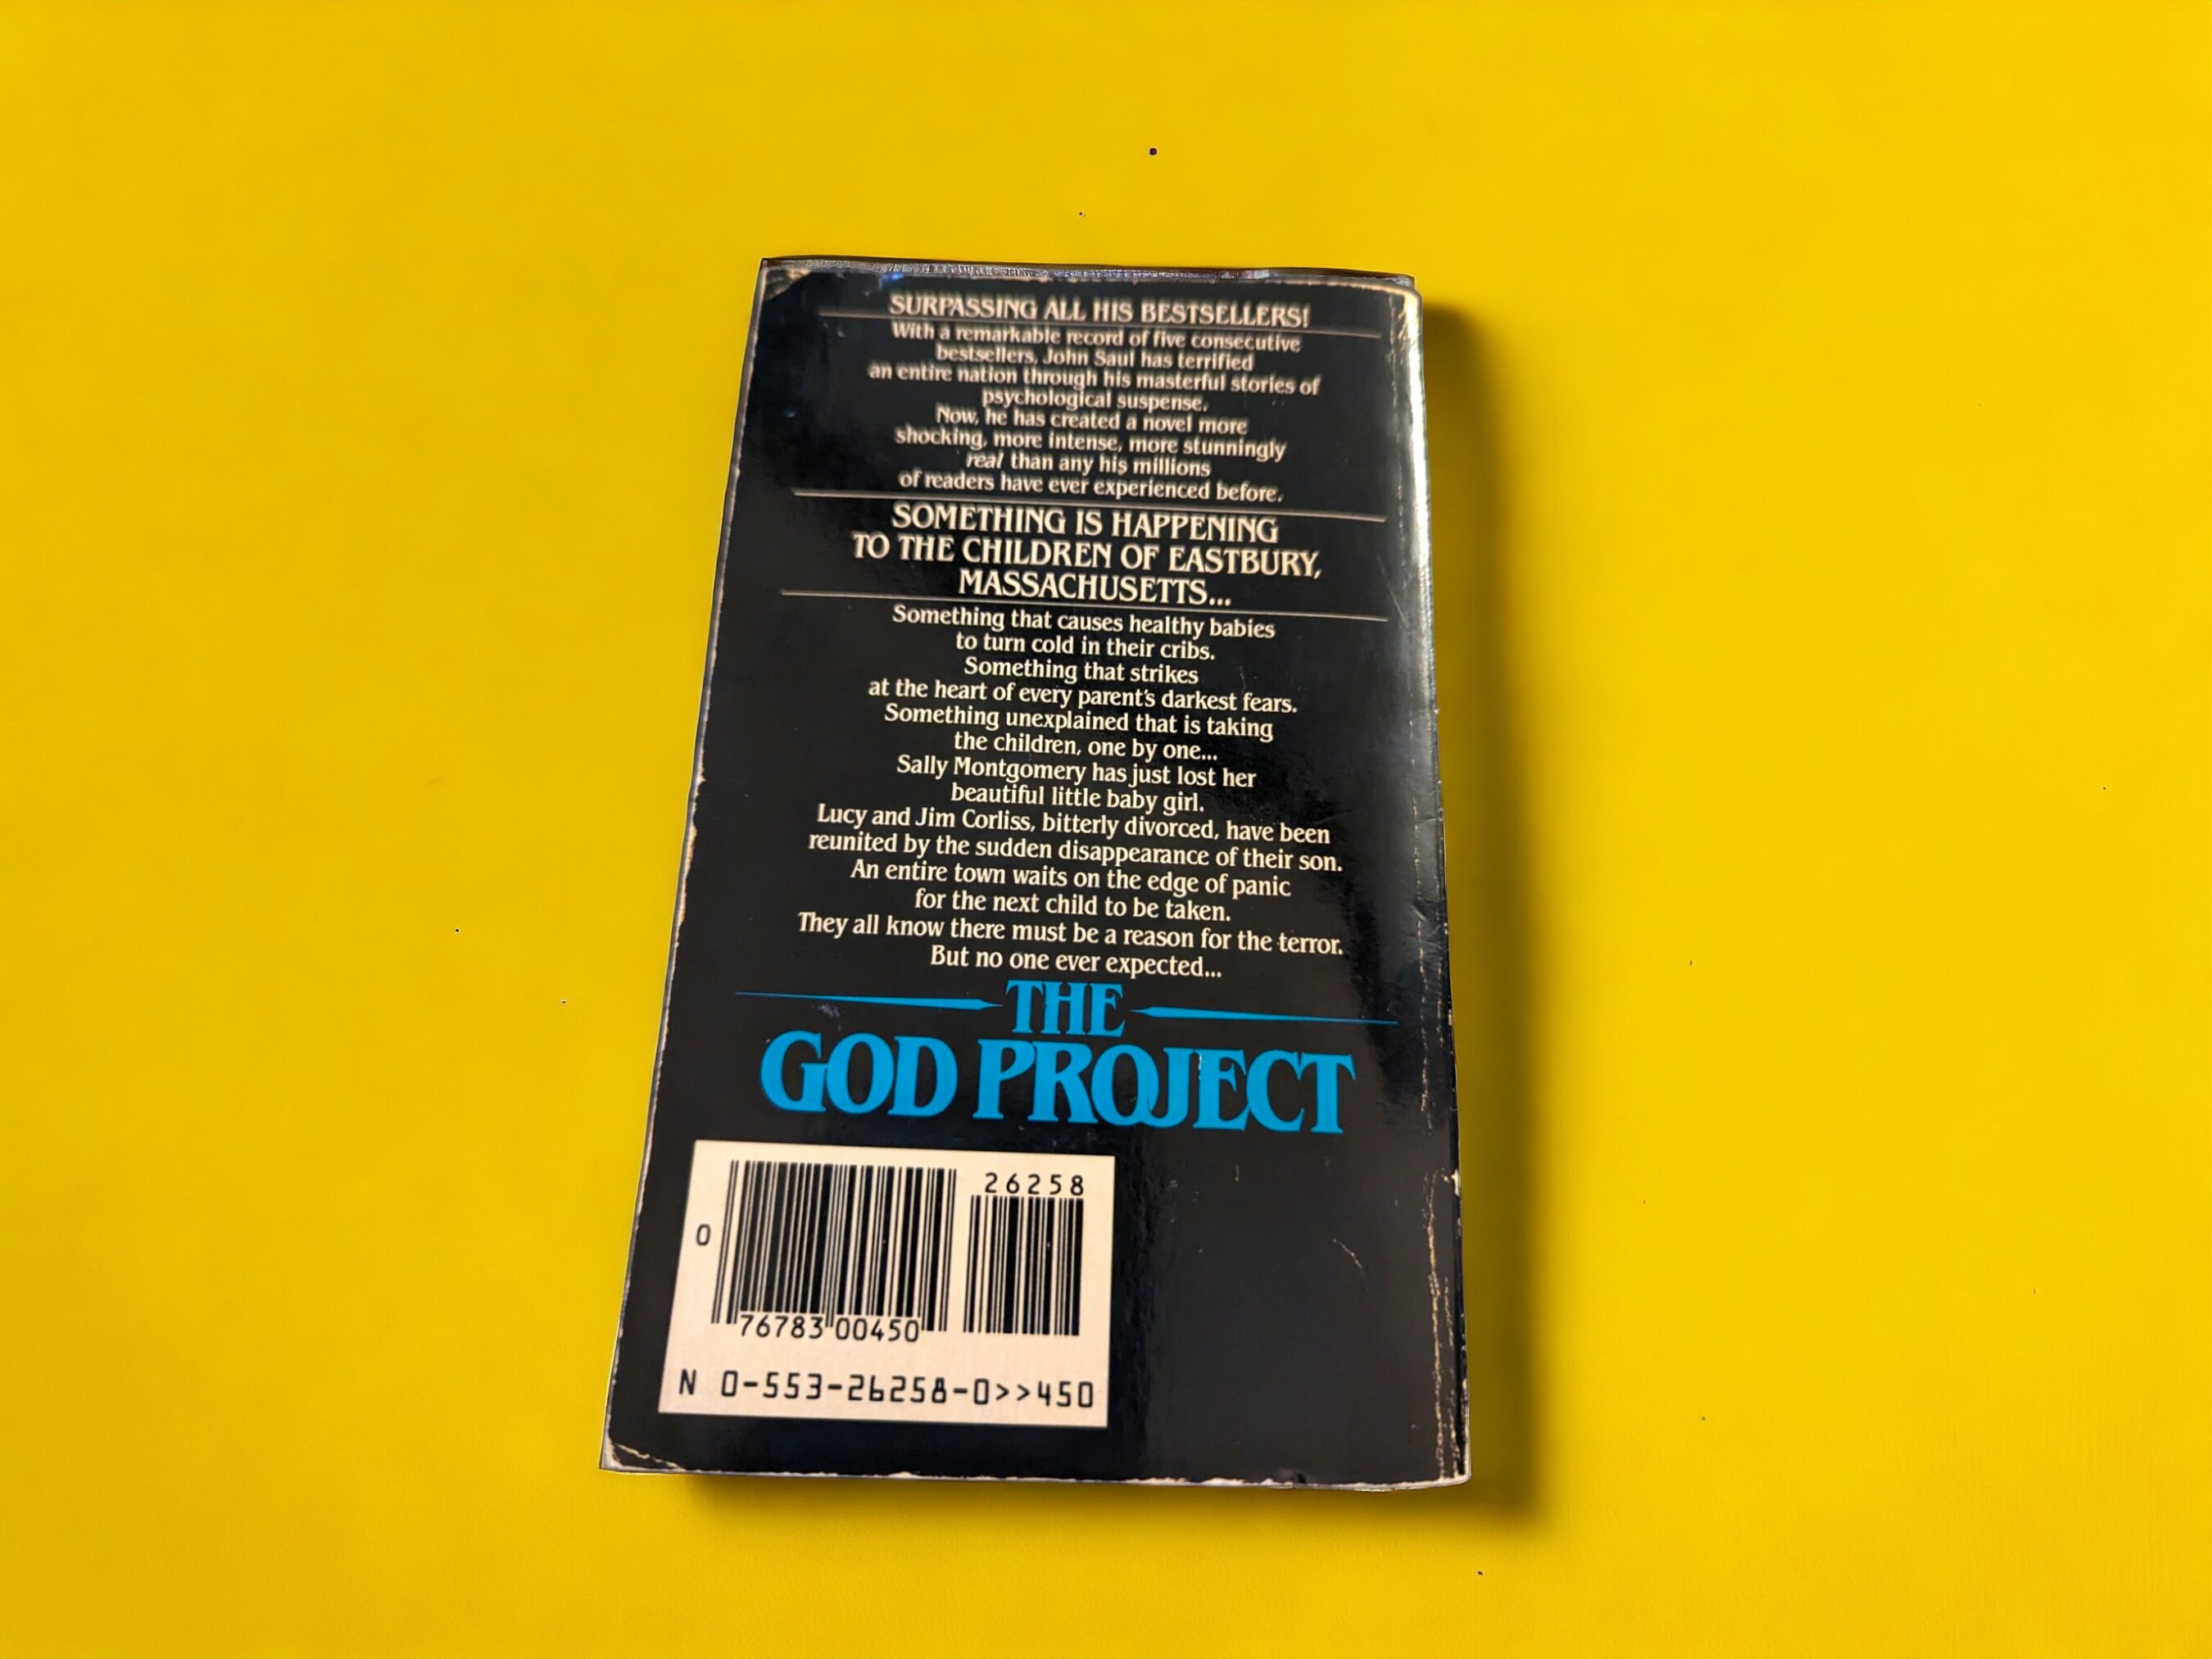 SURPASSING ALL HIS BESTSELLERS!
With a remarkable record of five consecutive
bestsellers, John Saul has terrified
an entire nation through his masterful stories of
psychological suspense.
Now, he has created a novel more
shocking, more intense, more stunningly
real than any his millions
of readers have ever experienced before.
SOMETHING IS HAPPENING
TO THE CHILDREN OF EASTBURY,
MASSACHUSETTS...
Something that causes healthy babies
to turn cold in their cribs.
Something that strikes
at the heart of every parent's darkest fears.
Something unexplained that is taking
the children, one by one...
Sally Montgomery has just lost her
beautiful little baby girl.
Lucy and Jim Corliss, bitterly divorced, have been
reunited by the sudden disappearance of their son.
An entire town waits on the edge of panic
for the next child to be taken.
They all know there must be a reason for the terror.
But no one ever expected...
THE
GOD PROJECT
26258
0
76783 00450
N 0-553-26258-0>>450